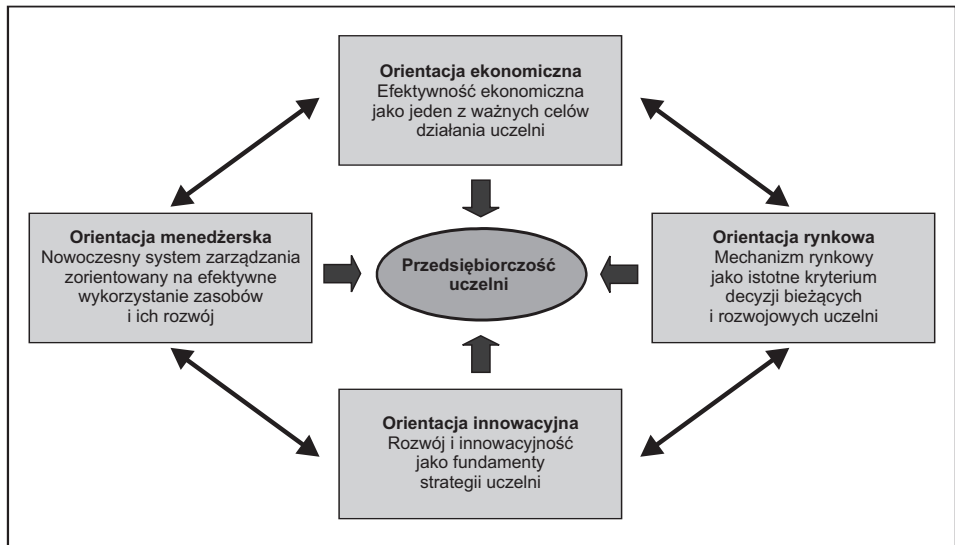 Orientacja ekonomiczna
Efektywność ekonomiczna
jako jeden z ważnych celów
działania uczelni
Orientacja menedżerska
Nowoczesny system zarządzania
zorientowany na efektywne
wykorzystanie zasobów
i ich rozwój
Przedsiębiorczość
uczelni
Orientacja rynkowa
Mechanizm rynkowy
jako istotne kryterium
decyzji bieżących
i rozwojowych uczelni
Orientacja innowacyjna
Rozwój i innowacyjność
jako fundamenty
strategii uczelni